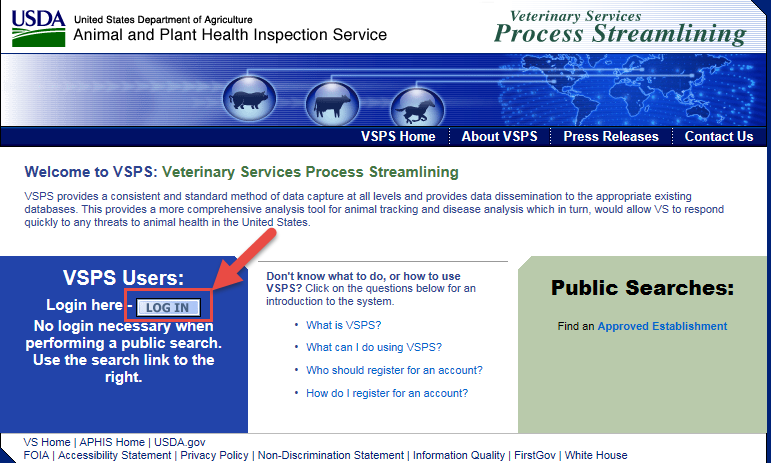 USDA
United States Department of Agriculture
Animal and Plant Health Inspection Service
Veterinary Services
Process Streamlining
VSPS Home
About VSPS
Press Releases
Contact Us
Welcome to VSPS: Veterinary Services Process Streamlining
VSPS provides a consistent and standard method of data capture at all levels and provides data dissemination to the appropriate existing
databases. This provides a more comprehensive analysis tool for animal tracking and disease analysis which in turn, would allow VS to respond
quickly to any threats to animal health in the United States.
VSPS Users:
Login here - LOG IN
No login necessary when
performing a public search.
Use the search link to the
right.
Don't know what to do, or how to use
VSPS? Click on the questions below for an
introduction to the system.
• What is VSPS?
• What can I do using VSPS?
• Who should register for an account?
• How do I register for an account?
Public Searches:
Find an Approved Establishment
VS Home | APHIS Home | USDA.gov
FOIA | Accessibility Statement | Privacy Policy | Non-Discrimination Statement | Information Quality | FirstGov | White House